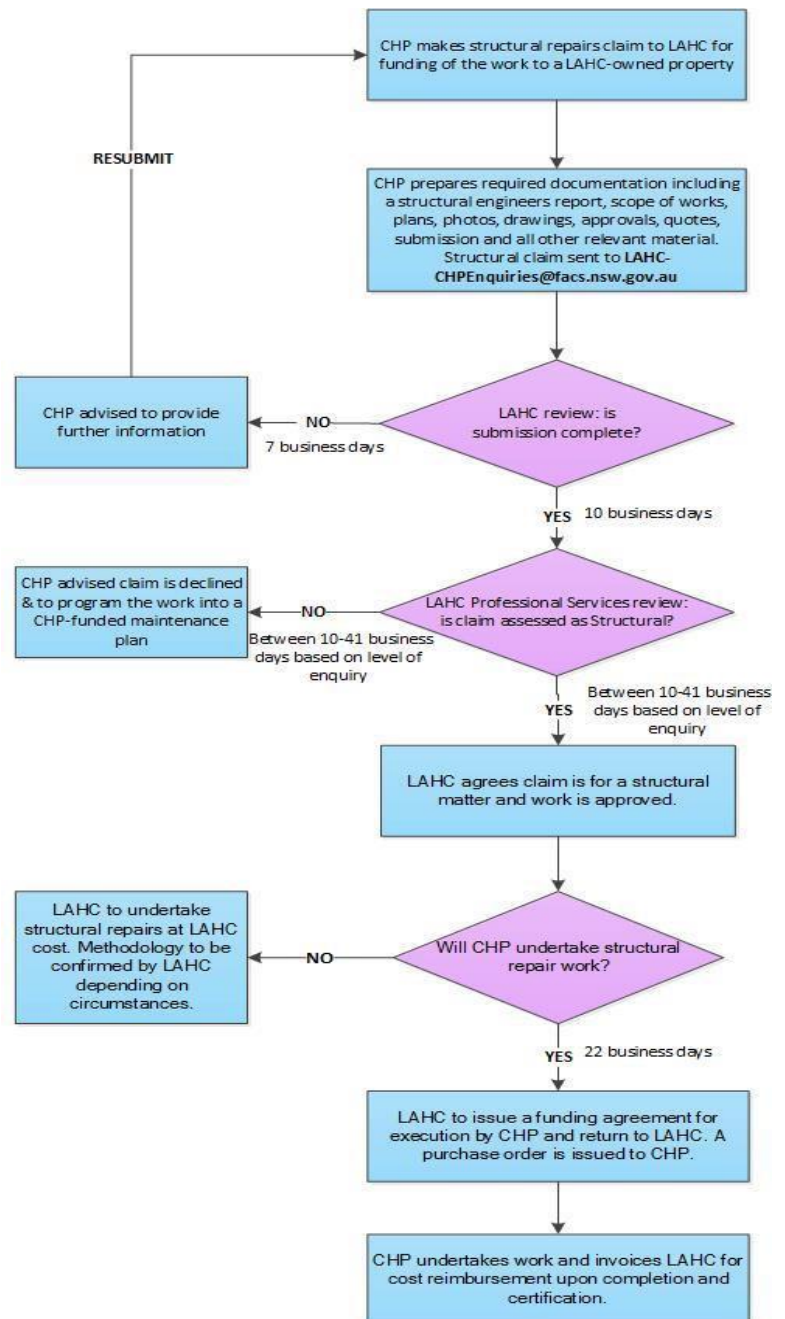 CHP makes structural repairs claim to LAHC for
funding of the work to a LAHC-owned property
RESUBMIT
CHP prepares required documentation including
a structural engineers report, scope of works,
plans, photos, drawings, approvals, quotes,
submission and all other relevant material.
Structural claim sent to LAHC-
CHPEnquiries@facs.nsw.gov.au
LAHC review: is
submission complete?
NO
7 business days
CHP advised to provide
further information
YES 10 business days
LAHC Professional Services review:
is claim assessed as Structural?
NO
Between 10-41 business
days based on level of
enquiry
CHP advised claim is declined
& to program the work into a
CHP-funded maintenance
plan
YES
Between 10-41 business
days based on level of
enquiry
LAHC agrees claim is for a structural
matter and work is approved.
Will CHP undertake structural
repair work?
NO
LAHC to undertake
structural repairs at LAHC
cost. Methodology to be
confirmed by LAHC
depending on
circumstances.
YES 22 business days
LAHC to issue a funding agreement for
execution by CHP and return to LAHC. A
purchase order is issued to CHP.
CHP undertakes work and invoices LAHC for
cost reimbursement upon completion and
certification.